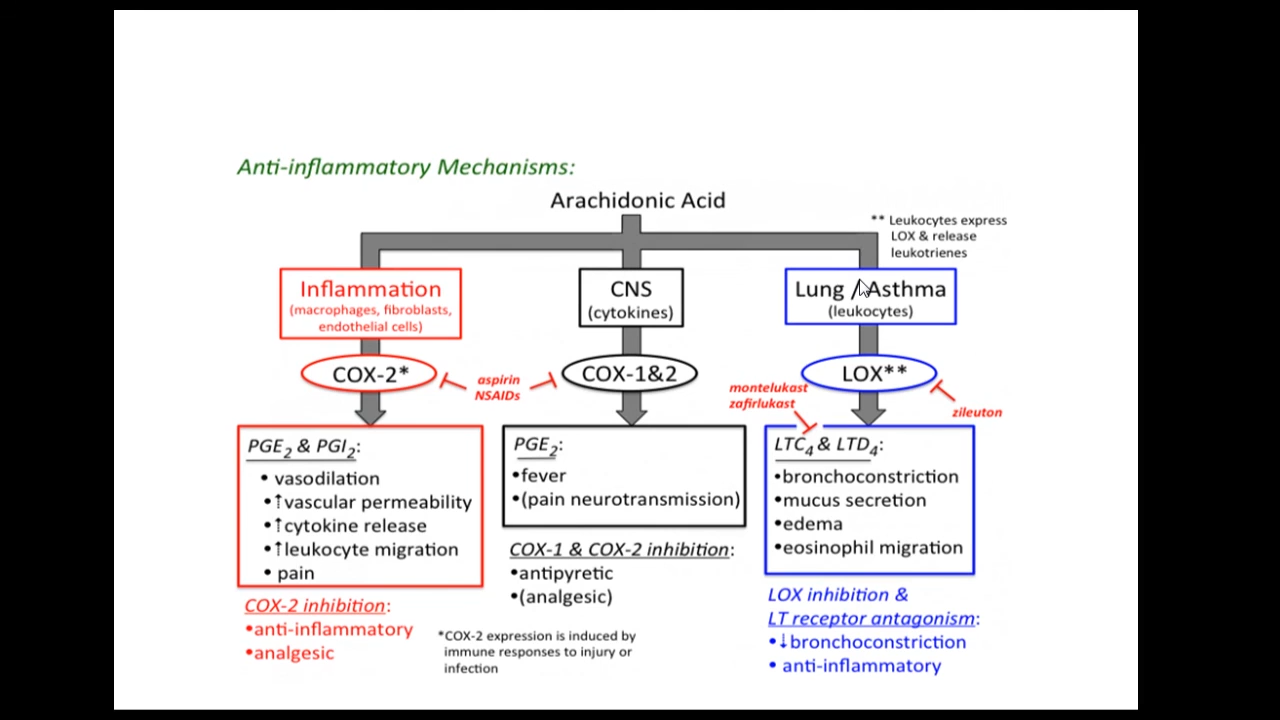 Anti-inflammatory Mechanisms:
Arachidonic Acid
** Leukocytes express
LOX & release
leukotrienes
Inflammation
(macrophages, fibroblasts,
endothelial cells)
CNS
(cytokines)
Lung / Asthma
(leukocytes)
COX-2*
aspirin
NSAIDs
COX-1&2
LOX**
montelukast
zafirlukast
zileuton
PGE2 & PGI2:
• vasodilation
•↑vascular permeability
•↑cytokine release
•↑leukocyte migration
• pain
PGE2:
•fever
•(pain neurotransmission)
LTC4 & LTD4:
•bronchoconstriction
•mucus secretion
•edema
•eosinophil migration
COX-2 inhibition:
•anti-inflammatory
•analgesic
COX-1 & COX-2 inhibition:
•antipyretic
•(analgesic)
*COX-2 expression is induced by
immune responses to injury or
infection
LOX inhibition &
LT receptor antagonism:
•↓bronchoconstriction
• anti-inflammatory